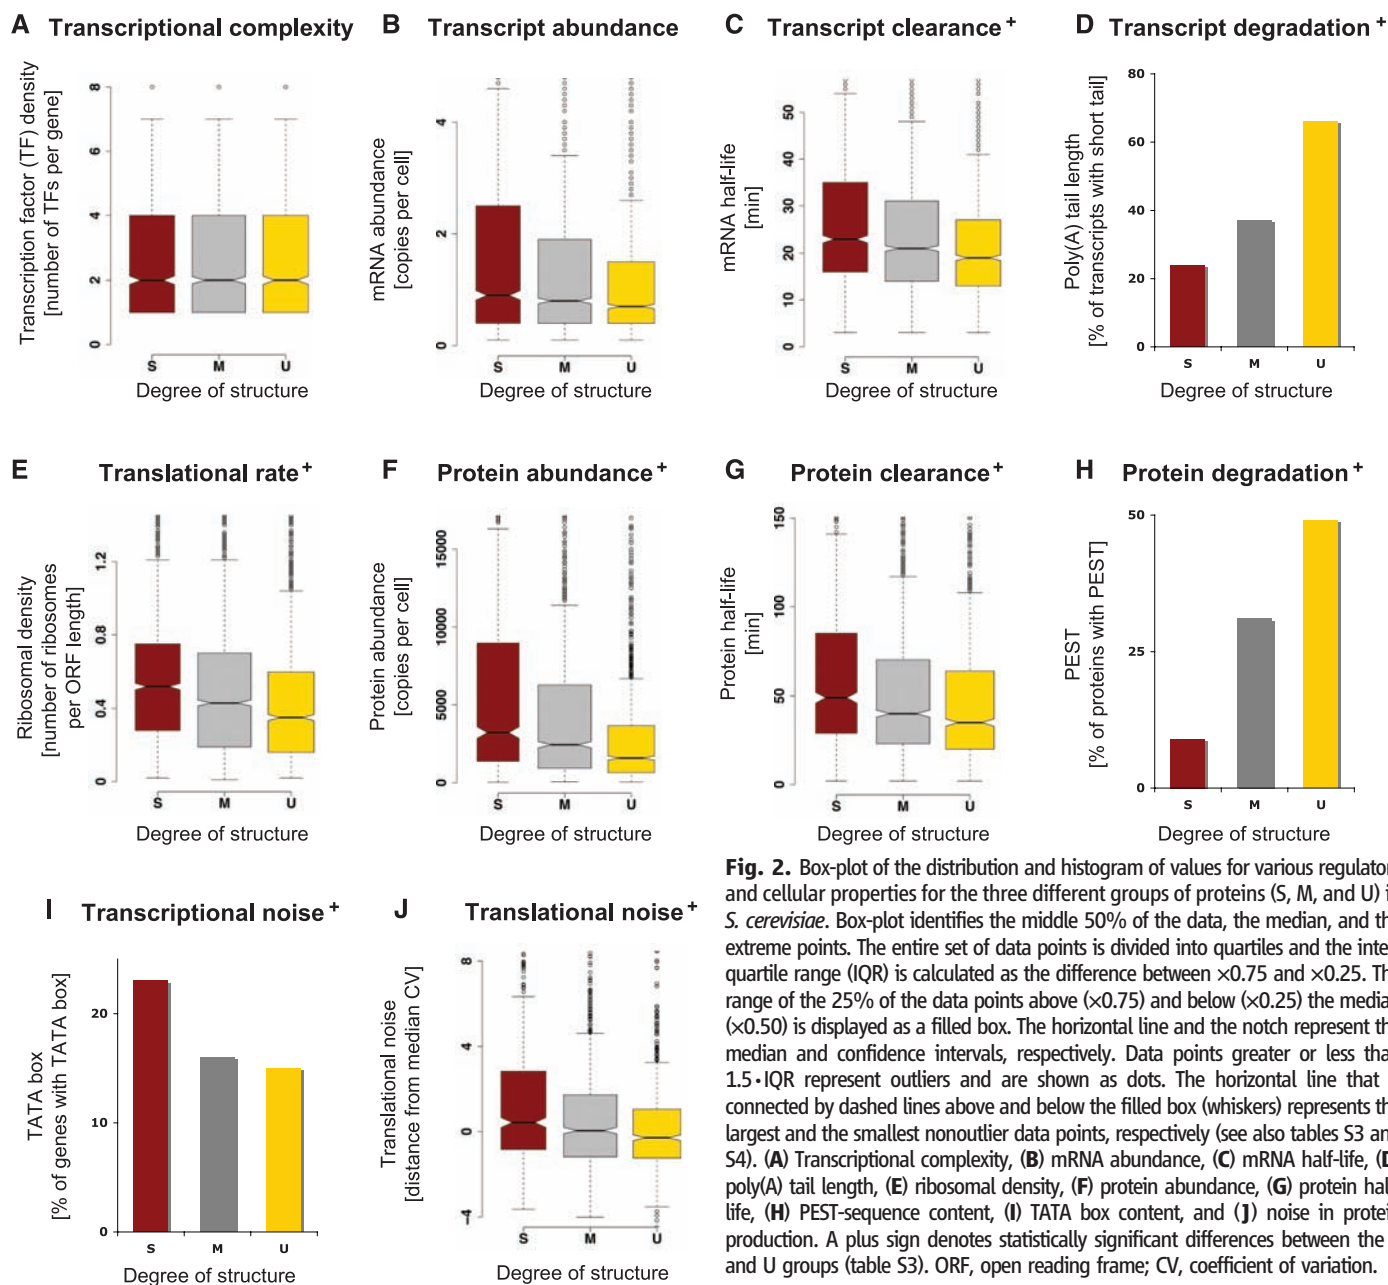 A Transcriptional complexity
Transcription factor (TF) density
[number of TFs per gene]
8
6
4
2
0
S M U
Degree of structure
B Transcript abundance
mRNA abundance
[copies per cell]
4
2
0
S M U
Degree of structure
C Transcript clearance +
mRNA half-life
[min]
50
40
30
20
10
0
S M U
Degree of structure
D Transcript degradation +
Poly(A) tail length
[% of transcripts with short tail]
80
60
40
20
0
S M U
Degree of structure
E Translational rate +
Ribosomal density
[number of ribosomes
per ORF length]
1.2
0.8
0.4
0
S M U
Degree of structure
F Protein abundance +
Protein abundance
[copies per cell]
15000
10000
5000
0
S M U
Degree of structure
G Protein clearance +
Protein half-life
[min]
150
100
50
0
S M U
Degree of structure
H Protein degradation +
PEST
[% of proteins with PEST]
50
25
0
S M U
Degree of structure
I Transcriptional noise +
TATA box
[% of genes with TATA box]
20
10
0
S M U
Degree of structure
J Translational noise +
Translational noise
[distance from median CV]
8
4
0
−4
S M U
Degree of structure
Fig. 2. Box-plot of the distribution and histogram of values for various regulator
and cellular properties for the three different groups of proteins (S, M, and U) i
S. cerevisiae. Box-plot identifies the middle 50% of the data, the median, and th
extreme points. The entire set of data points is divided into quartiles and the inte
quartile range (IQR) is calculated as the difference between ×0.75 and ×0.25. Th
range of the 25% of the data points above (×0.75) and below (×0.25) the media
(×0.50) is displayed as a filled box. The horizontal line and the notch represent th
median and confidence intervals, respectively. Data points greater or less tha
1.5·IQR represent outliers and are shown as dots. The horizontal line that
connected by dashed lines above and below the filled box (whiskers) represents th
largest and the smallest nonoutlier data points, respectively (see also tables S3 an
S4). (A) Transcriptional complexity, (B) mRNA abundance, (C) mRNA half-life, (D
poly(A) tail length, (E) ribosomal density, (F) protein abundance, (G) protein hal
life, (H) PEST-sequence content, (I) TATA box content, and (J) noise in protei
production. A plus sign denotes statistically significant differences between the
and U groups (table S3). ORF, open reading frame; CV, coefficient of variation.